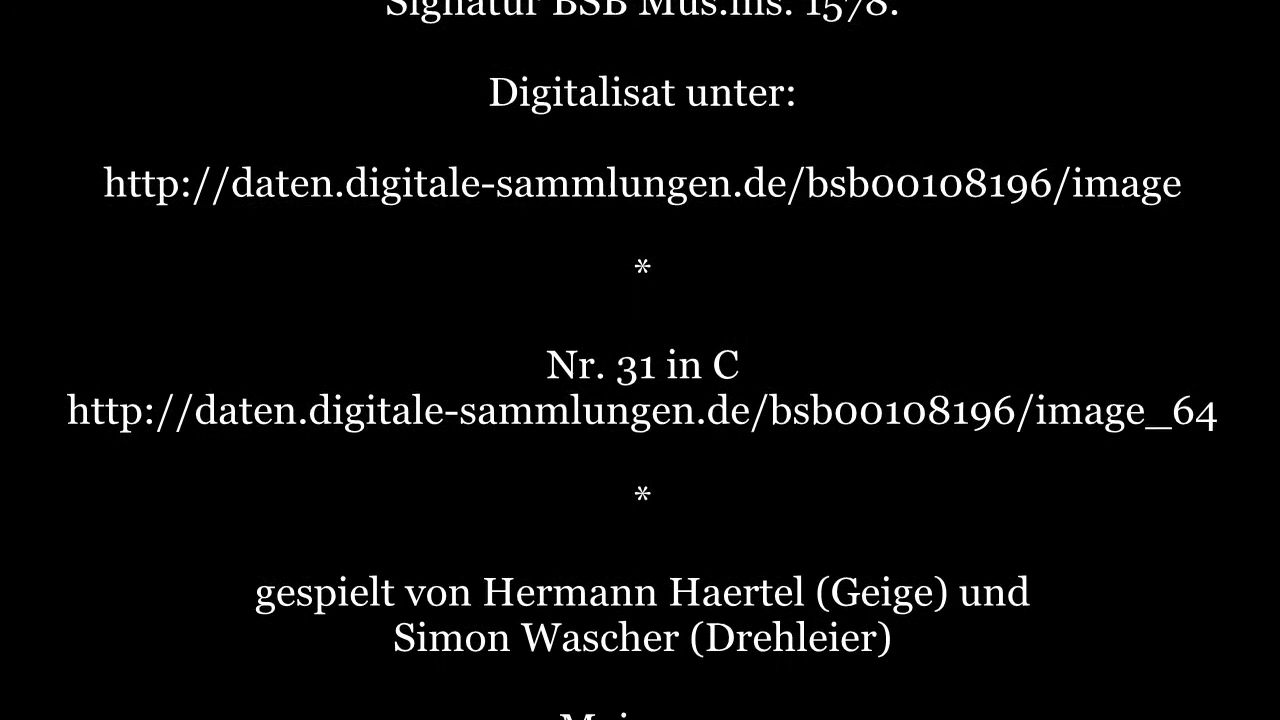 Signatur BSB Mus.ms. 1578.
Digitalisat unter:
http://daten.digitale-sammlungen.de/bsb00108196/image
*
Nr. 31 in C
http://daten.digitale-sammlungen.de/bsb00108196/image_64
*
gespielt von Hermann Haertel (Geige) und
Simon Wascher (Drehleier)